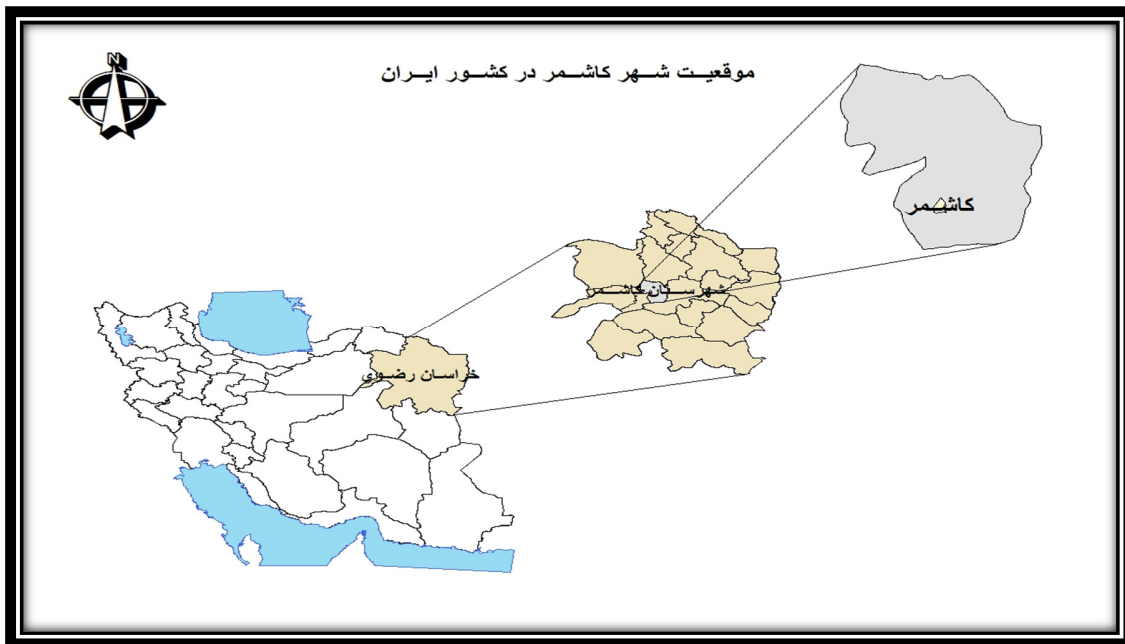 N
موقعیت شهر کاشمر در کشور ایران
کاشمر
شهرستان کاشمر
خراسان رضوی